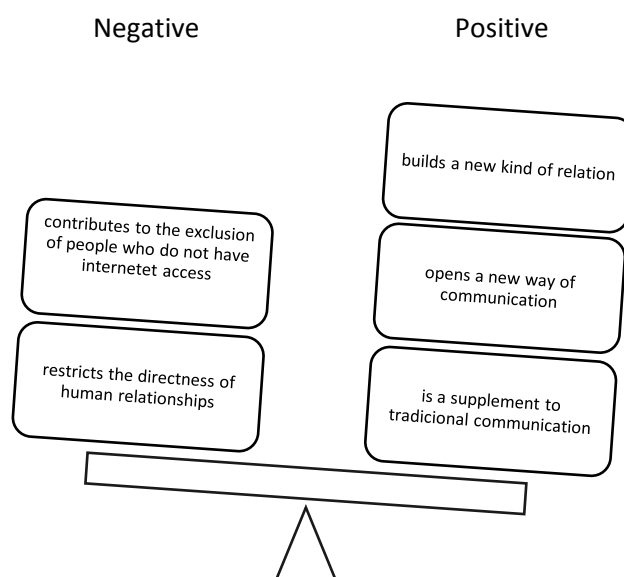 Negative
Positive
contributes to the exclusion
of people who do not have
internetet access
restricts the directness of
human relationships
builds a new kind of relation
opens a new way of
communication
is a supplement to
tradicional communication